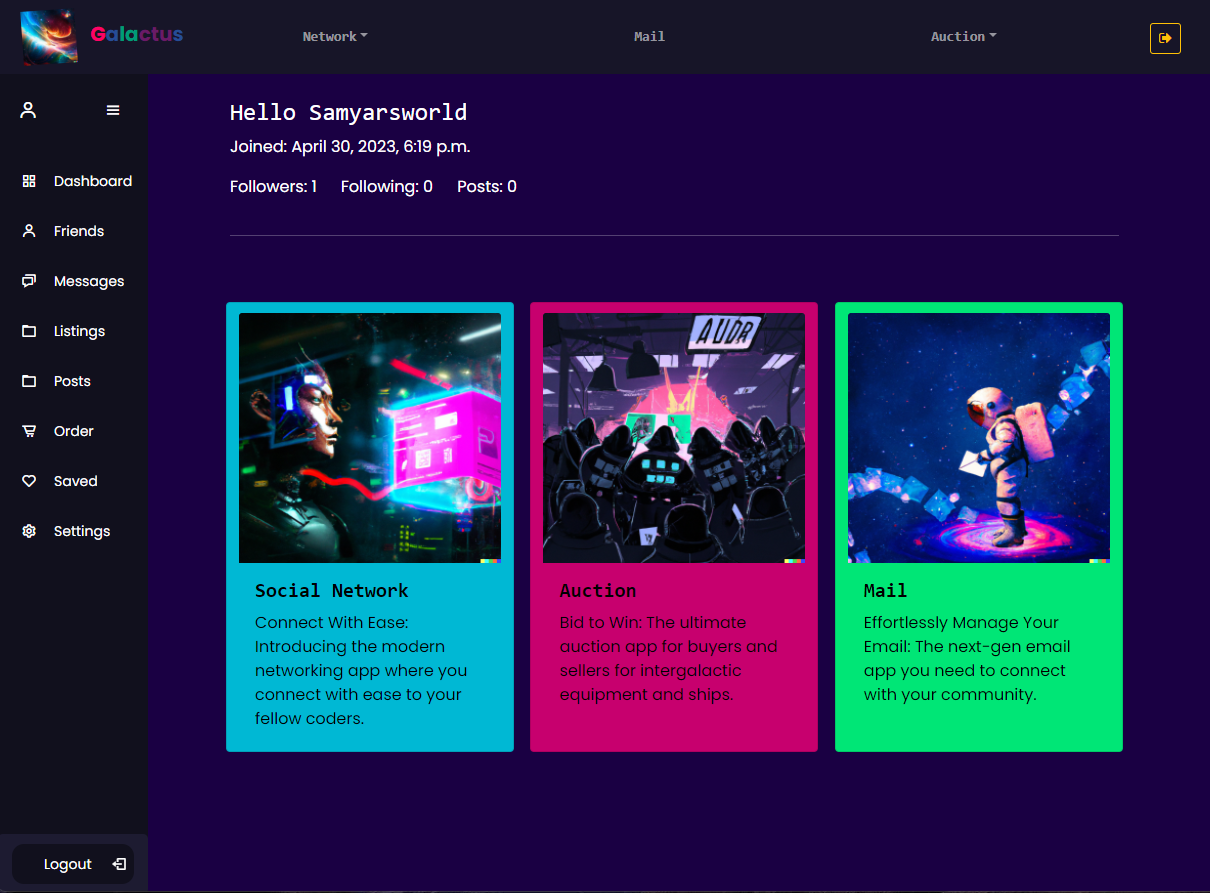 Galactus
Network
Mail
Auction
Hello Samyarsworld
Joined: April 30, 2023, 6:19 p.m.
Followers: 1 Following: 0 Posts: 0
Dashboard
Friends
Messages
Listings
Posts
Order
Saved
Settings
Logout
AUDR
Social Network
Connect With Ease:
Introducing the modern
networking app where you
connect with ease to your
fellow coders.
Auction
Bid to Win: The ultimate
auction app for buyers and
sellers for intergalactic
equipment and ships.
Mail
Effortlessly Manage Your
Email: The next-gen email
app you need to connect
with your community.